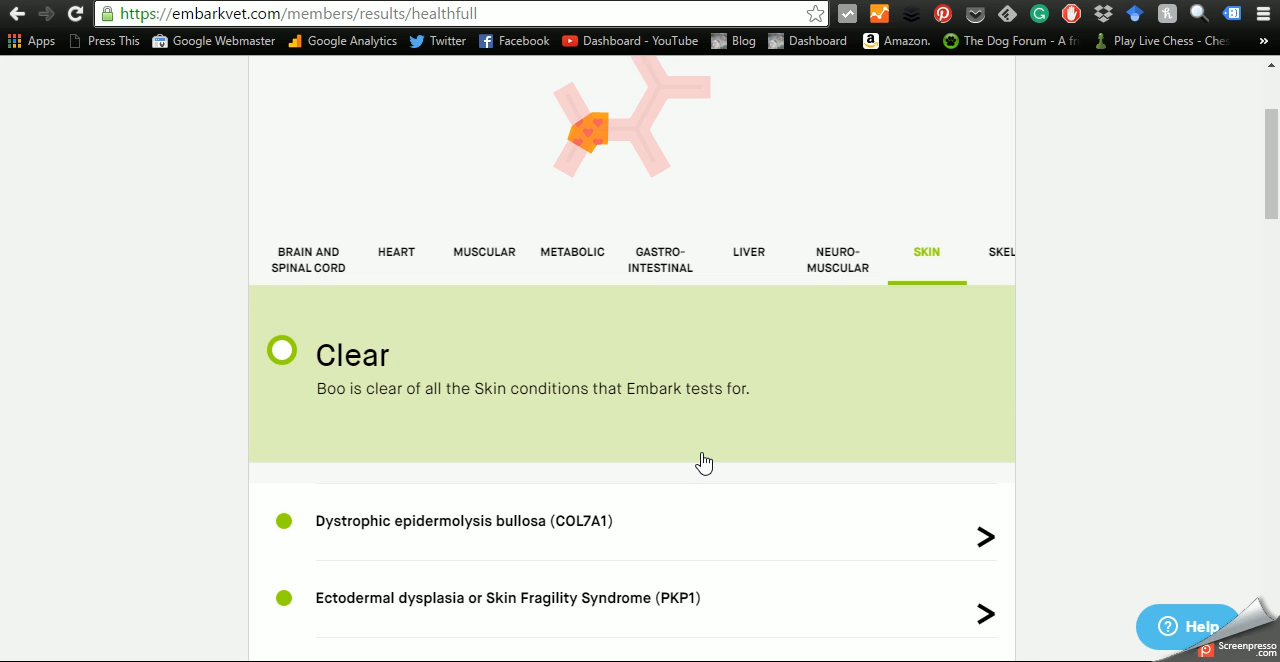 https://embarkvet.com/members/results/healthfull
Apps Press This Google Webmaster Google Analytics Twitter Facebook Dashboard - YouTube Blog Dashboard Amazon. The Dog Forum - A fr Play Live Chess - Ches »
BRAIN AND SPINAL CORD
HEART
MUSCULAR
METABOLIC
GASTRO-
INTESTINAL
LIVER
NEURO-
MUSCULAR
SKIN
SKEL
Clear
Boo is clear of all the Skin conditions that Embark tests for.
Dystrophic epidermolysis bullosa (COL7A1)
>
Ectodermal dysplasia or Skin Fragility Syndrome (PKP1)
>
? Help
Screenpresso
.com